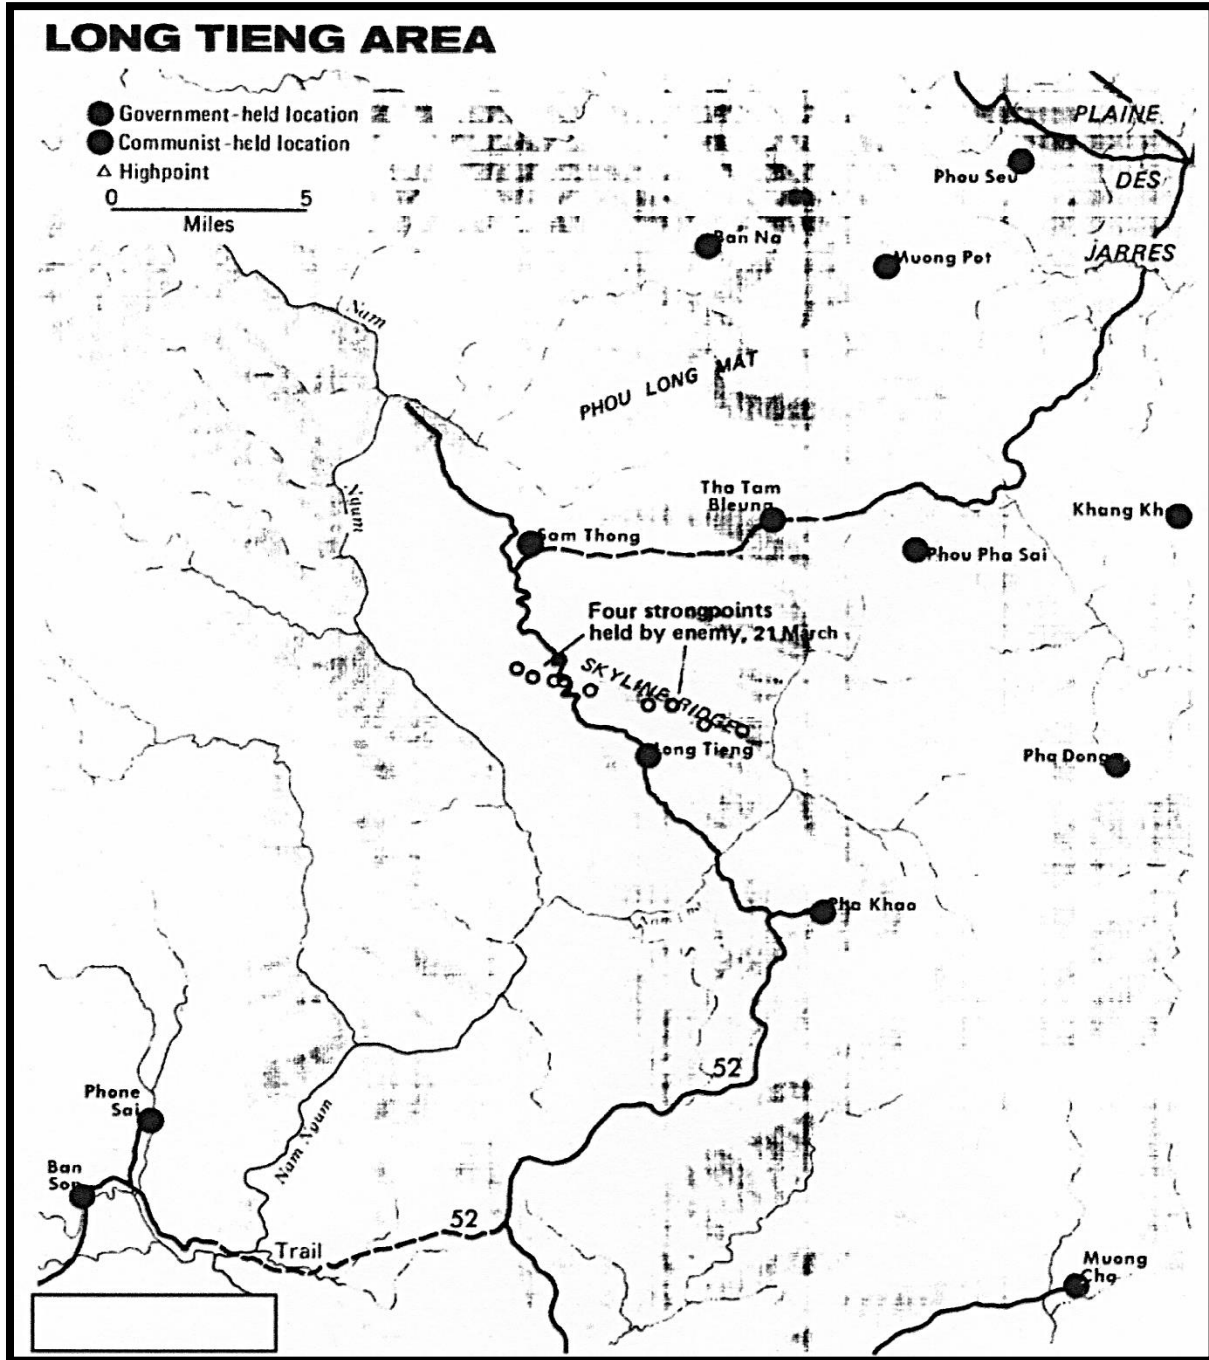 LONG TIENG AREA
Government-held location
Communist-held location
Highpoint
0 5
Miles
PLAINE
DES
JARRES
Phou Seu
Ban Na
Muong Pot
Nam
PHOU LONG MAT
Ngum
Tha Tam
Bleung
Khang Kh
Sam Thong
Phou Pha Sai
Four strongpoints
held by enemy, 21 March
SKYLINE RIDGE
Long Tieng
Pha Dong
Pha Khao
52
Phone
Sai
Nam Ngum
Ban
Son
52
Trail
Muong
Cha